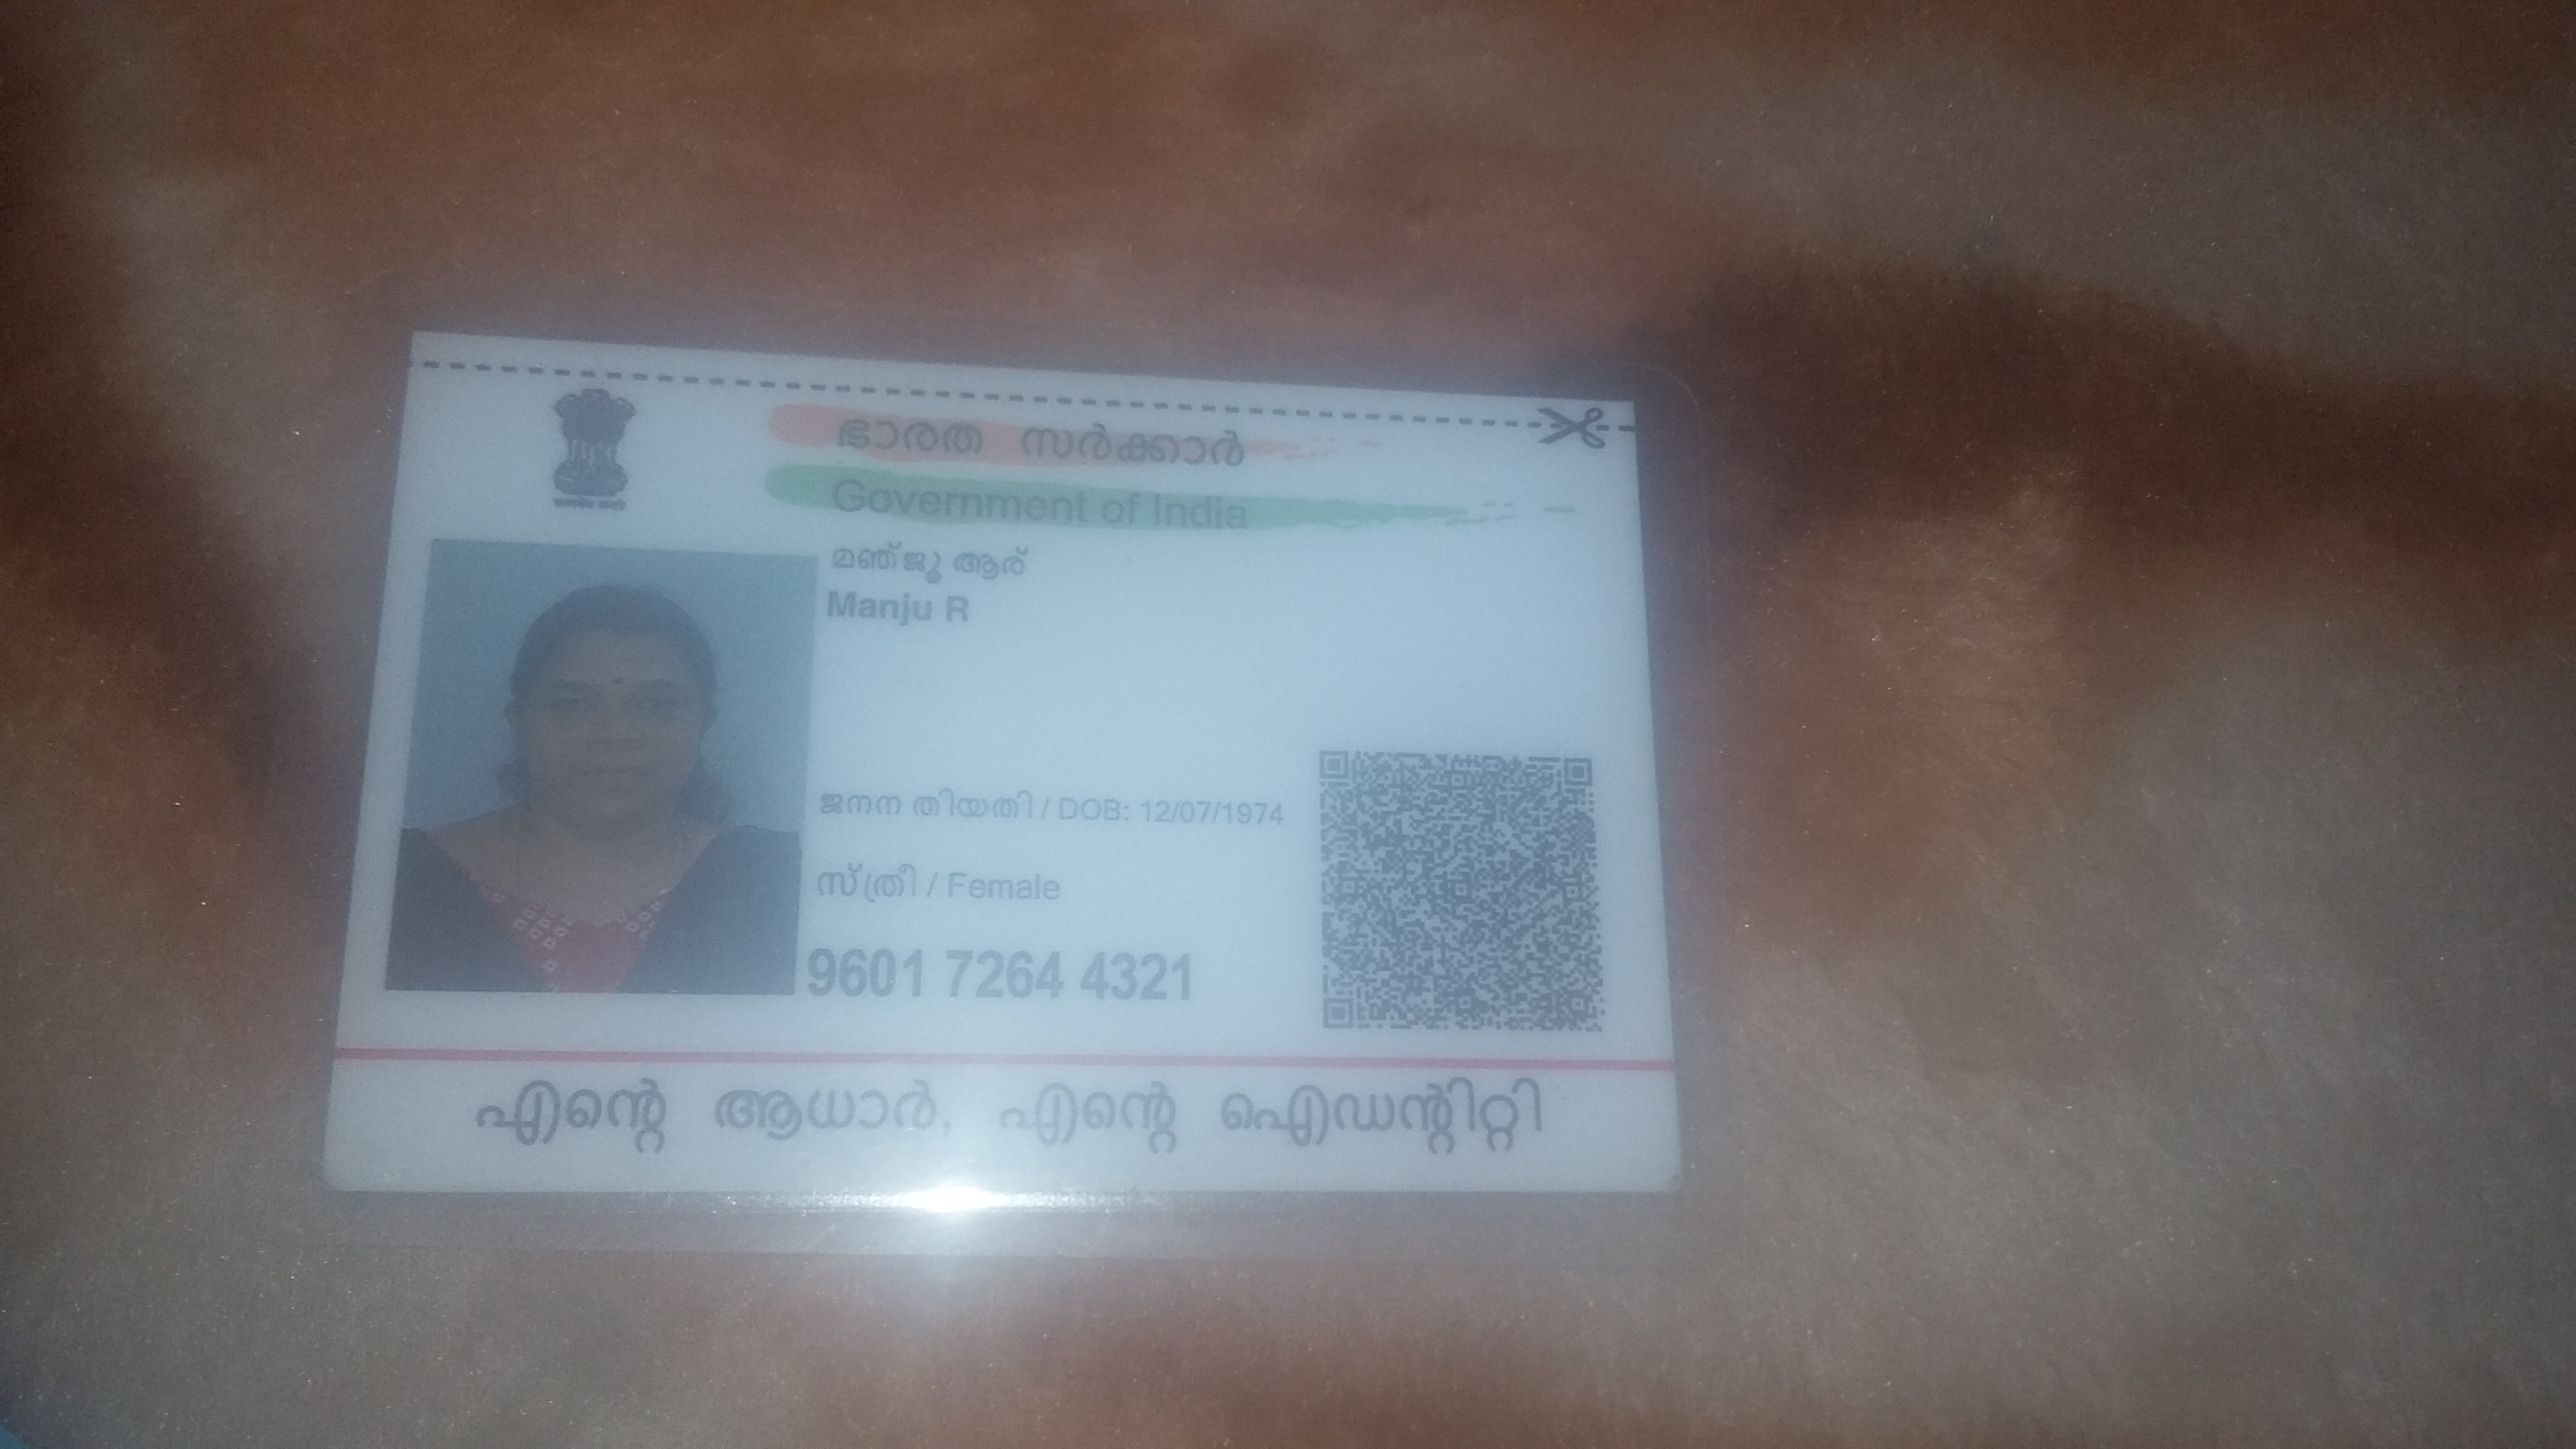 ഭാരത സർക്കാർ
Government of India
മഞ്ജൂ ആര്
Manju R
ജനന തിയതി / DOB: 12/07/1974
സ്ത്രീ / Female
9601 7264 4321
എന്റെ ആധാർ, എന്റെ ഐഡന്റിറ്റി